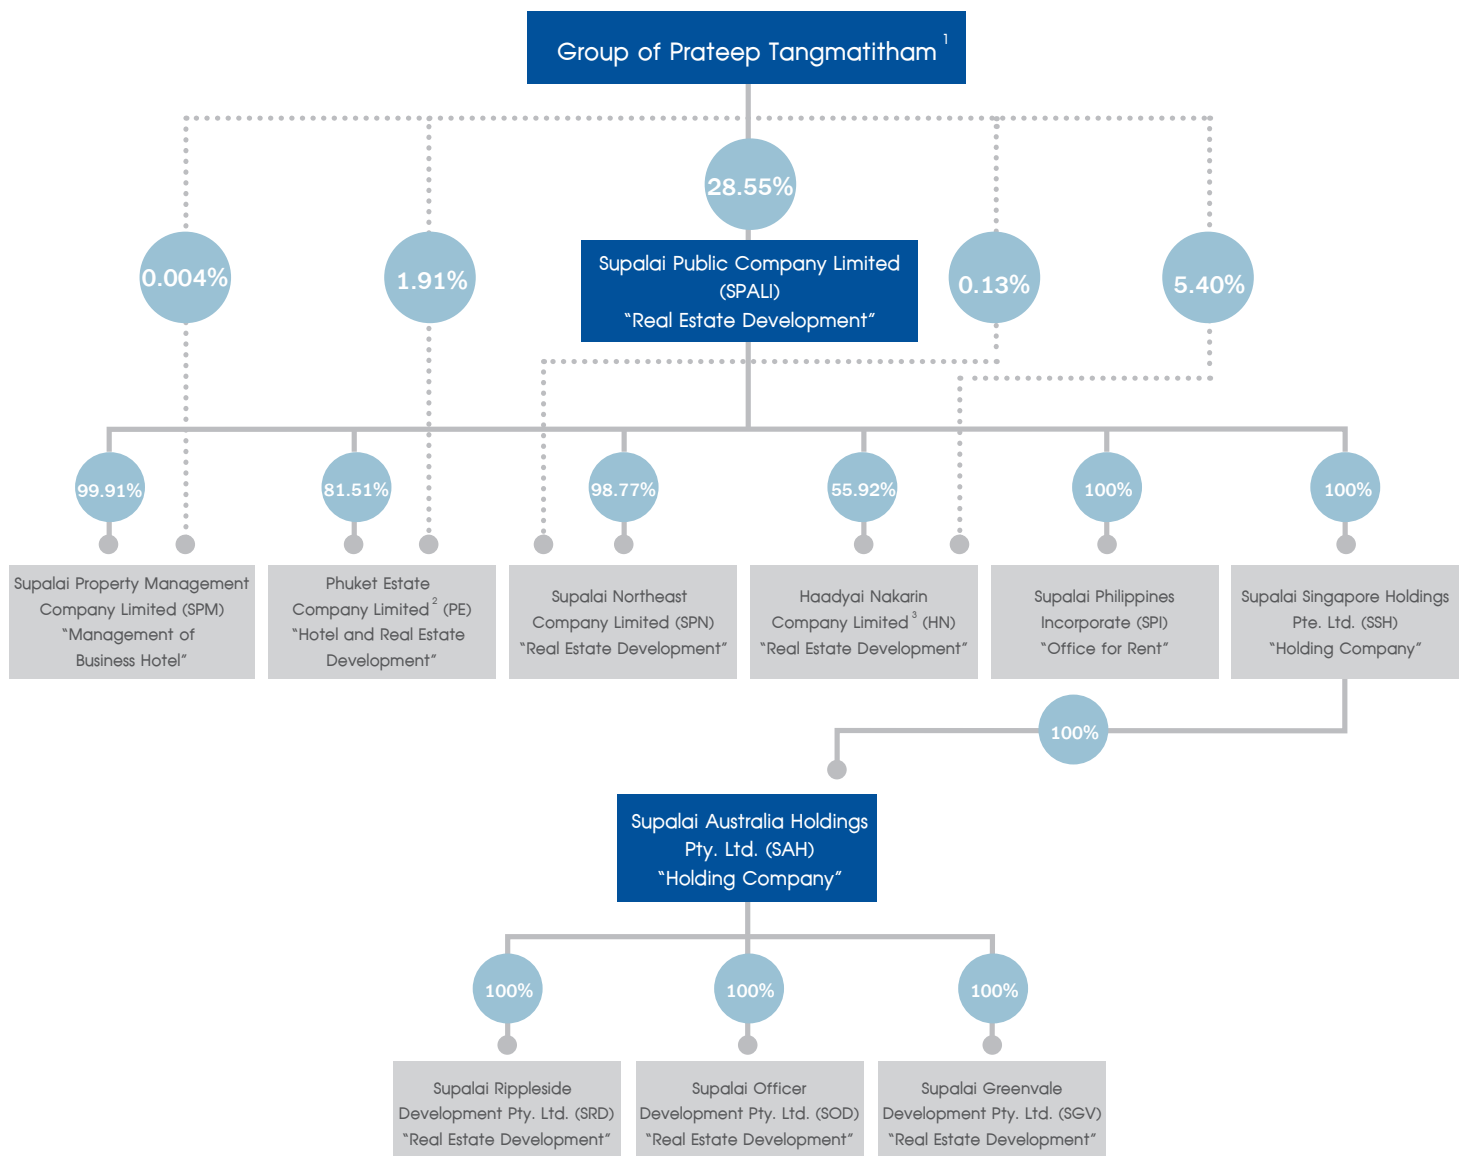 Group of Prateep Tangmatitham 1
28.55%
0.004%
1.91%
Supalai Public Company Limited
(SPALI)
“Real Estate Development”
0.13%
5.40%
99.91%
81.51%
98.77%
55.92%
100%
100%
Supalai Property Management
Company Limited (SPM)
“Management of
Business Hotel”
Phuket Estate
Company Limited 2 (PE)
“Hotel and Real Estate
Development”
Supalai Northeast
Company Limited (SPN)
“Real Estate Development”
Haadyai Nakarin
Company Limited 3 (HN)
“Real Estate Development”
Supalai Philippines
Incorporate (SPI)
“Office for Rent”
Supalai Singapore Holdings
Pte. Ltd. (SSH)
“Holding Company”
100%
Supalai Australia Holdings
Pty. Ltd. (SAH)
“Holding Company”
100%
100%
100%
Supalai Rippleside
Development Pty. Ltd. (SRD)
“Real Estate Development”
Supalai Officer
Development Pty. Ltd. (SOD)
“Real Estate Development”
Supalai Greenvale
Development Pty. Ltd. (SGV)
“Real Estate Development”